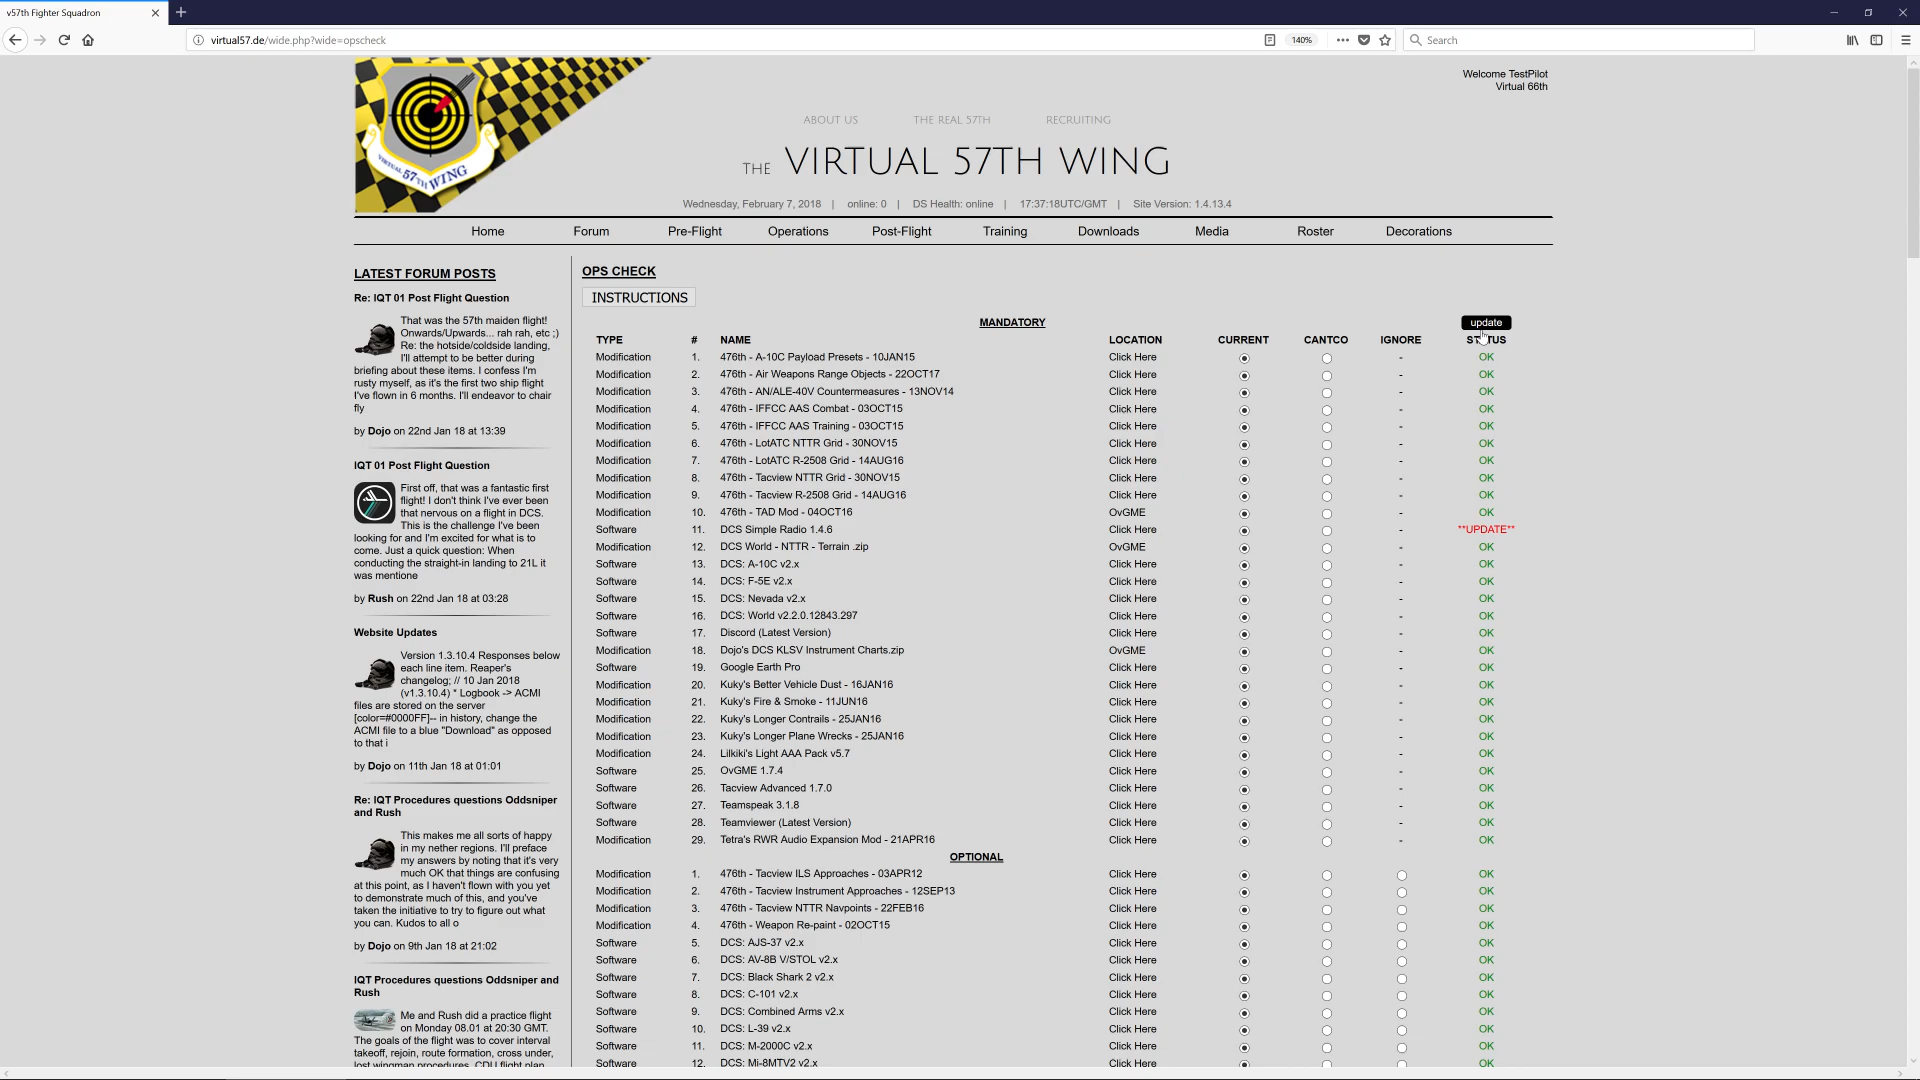 v57th Fighter Squadron
virtual57.de/wide.php?wide=opscheck
140%
Search
VIRTUAL 57TH WING
Welcome TestPilot
Virtual 66th
ABOUT US THE REAL 57TH RECRUITING
THE VIRTUAL 57TH WING
Wednesday, February 7, 2018 | online: 0 | DS Health: online | 17:37:18UTC/GMT | Site Version: 1.4.13.4
Home Forum Pre-Flight Operations Post-Flight Training Downloads Media Roster Decorations
LATEST FORUM POSTS
Re: IQT 01 Post Flight Question
That was the 57th maiden flight!
Onwards/Upwards... rah rah, etc ;)
Re: the hotside/coldside landing,
I'll attempt to be better during
briefing about these items. I confess I'm
rusty myself, as it's the first two ship flight
I've flown in 6 months. I'll endeavor to chair
fly
by Dojo on 22nd Jan 18 at 13:39
IQT 01 Post Flight Question
First off, that was a fantastic first
flight! I don't think I've ever been
that nervous on a flight in DCS.
This is the challenge I've been
looking for and I'm excited for what is to
come. Just a quick question: When
conducting the straight-in landing to 21L it
was mentione
by Rush on 22nd Jan 18 at 03:28
Website Updates
Version 1.3.10.4 Responses below
each line item. Reaper's
changelog; // 10 Jan 2018
(v1.3.10.4) * Logbook -> ACMI
files are stored on the server
[color=#0000FF]-- in history, change the
ACMI file to a blue "Download" as opposed
to that i
by Dojo on 11th Jan 18 at 01:01
Re: IQT Procedures questions Oddsniper
and Rush
This makes me all sorts of happy
in my nether regions. I'll preface
my answers by noting that it's very
much OK that things are confusing
at this point, as I haven't flown with you yet
to demonstrate much of this, and you've
taken the initiative to try to figure out what
you can. Kudos to all o
by Dojo on 9th Jan 18 at 21:02
IQT Procedures questions Oddsniper and
Rush
Me and Rush did a practice flight
on Monday 08.01 at 20:30 GMT.
The goals of the flight was to cover interval
takeoff, rejoin, route formation, cross under,
lost wingman procedures, CDU flight plan
OPS CHECK
INSTRUCTIONS
MANDATORY update
TYPE # NAME LOCATION CURRENT CANTCO IGNORE STATUS
Modification 1. 476th - A-10C Payload Presets - 10JAN15 Click Here - OK
Modification 2. 476th - Air Weapons Range Objects - 22OCT17 Click Here - OK
Modification 3. 476th - AN/ALE-40V Countermeasures - 13NOV14 Click Here - OK
Modification 4. 476th - IFFCC AAS Combat - 03OCT15 Click Here - OK
Modification 5. 476th - IFFCC AAS Training - 03OCT15 Click Here - OK
Modification 6. 476th - LotATC NTTR Grid - 30NOV15 Click Here - OK
Modification 7. 476th - LotATC R-2508 Grid - 14AUG16 Click Here - OK
Modification 8. 476th - Tacview NTTR Grid - 30NOV15 Click Here - OK
Modification 9. 476th - Tacview R-2508 Grid - 14AUG16 Click Here - OK
Modification 10. 476th - TAD Mod - 04OCT16 OvGME - OK
Software 11. DCS Simple Radio 1.4.6 Click Here - **UPDATE**
Modification 12. DCS World - NTTR - Terrain .zip OvGME - OK
Software 13. DCS: A-10C v2.x Click Here - OK
Software 14. DCS: F-5E v2.x Click Here - OK
Software 15. DCS: Nevada v2.x Click Here - OK
Software 16. DCS: World v2.2.0.12843.297 Click Here - OK
Software 17. Discord (Latest Version) Click Here - OK
Modification 18. Dojo's DCS KLSV Instrument Charts.zip OvGME - OK
Software 19. Google Earth Pro Click Here - OK
Modification 20. Kuky's Better Vehicle Dust - 16JAN16 Click Here - OK
Modification 21. Kuky's Fire & Smoke - 11JUN16 Click Here - OK
Modification 22. Kuky's Longer Contrails - 25JAN16 Click Here - OK
Modification 23. Kuky's Longer Plane Wrecks - 25JAN16 Click Here - OK
Modification 24. Lilkiki's Light AAA Pack v5.7 Click Here - OK
Software 25. OvGME 1.7.4 Click Here - OK
Software 26. Tacview Advanced 1.7.0 Click Here - OK
Software 27. Teamspeak 3.1.8 Click Here - OK
Software 28. Teamviewer (Latest Version) Click Here - OK
Modification 29. Tetra's RWR Audio Expansion Mod - 21APR16 Click Here - OK
OPTIONAL
Modification 1. 476th - Tacview ILS Approaches - 03APR12 Click Here OK
Modification 2. 476th - Tacview Instrument Approaches - 12SEP13 Click Here OK
Modification 3. 476th - Tacview NTTR Navpoints - 22FEB16 Click Here OK
Modification 4. 476th - Weapon Re-paint - 02OCT15 Click Here OK
Software 5. DCS: AJS-37 v2.x Click Here OK
Software 6. DCS: AV-8B V/STOL v2.x Click Here OK
Software 7. DCS: Black Shark 2 v2.x Click Here OK
Software 8. DCS: C-101 v2.x Click Here OK
Software 9. DCS: Combined Arms v2.x Click Here OK
Software 10. DCS: L-39 v2.x Click Here OK
Software 11. DCS: M-2000C v2.x Click Here OK
Software 12. DCS: Mi-8MTV2 v2.x Click Here OK